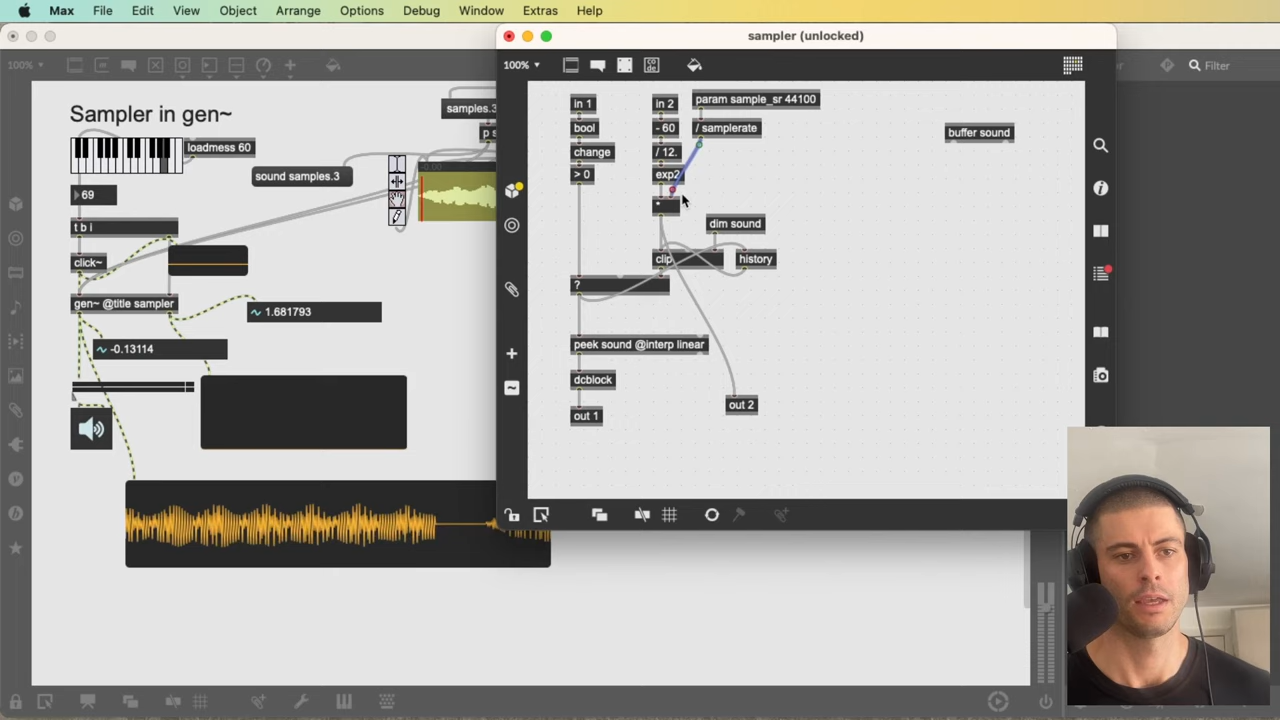 Max File Edit View Object Arrange Options Debug Window Extras Help
sampler (unlocked)
100%
100%
Filter
Sampler in gen~
loadmess 60
69
t b i
click~
gen~ @title sampler
sound samples.3
samples.3
p s
-0.00
1.681793
-0.13114
in 1
bool
change
> 0
in 2
- 60
/ 12.
exp2
*
param sample_sr 44100
/ samplerate
buffer sound
dim sound
clip
history
?
peek sound @interp linear
dcblock
out 1
out 2